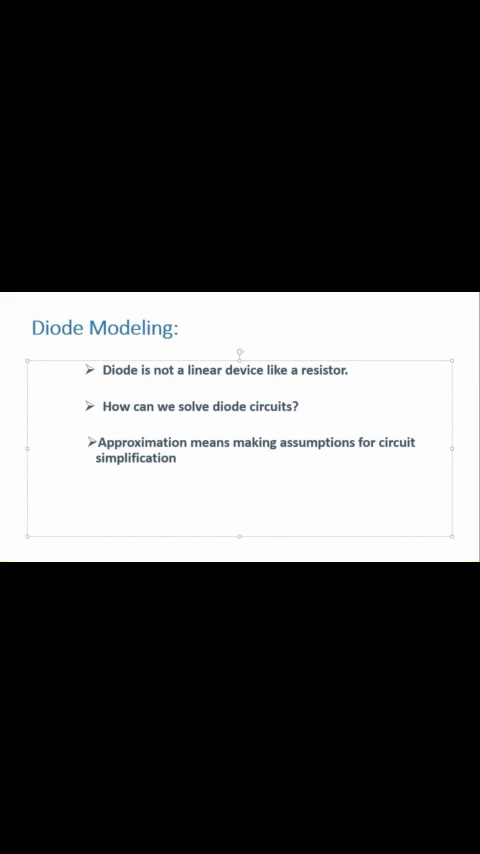 Diode Modeling:
➢ Diode is not a linear device like a resistor.
➢ How can we solve diode circuits?
➢Approximation means making assumptions for circuit
simplification